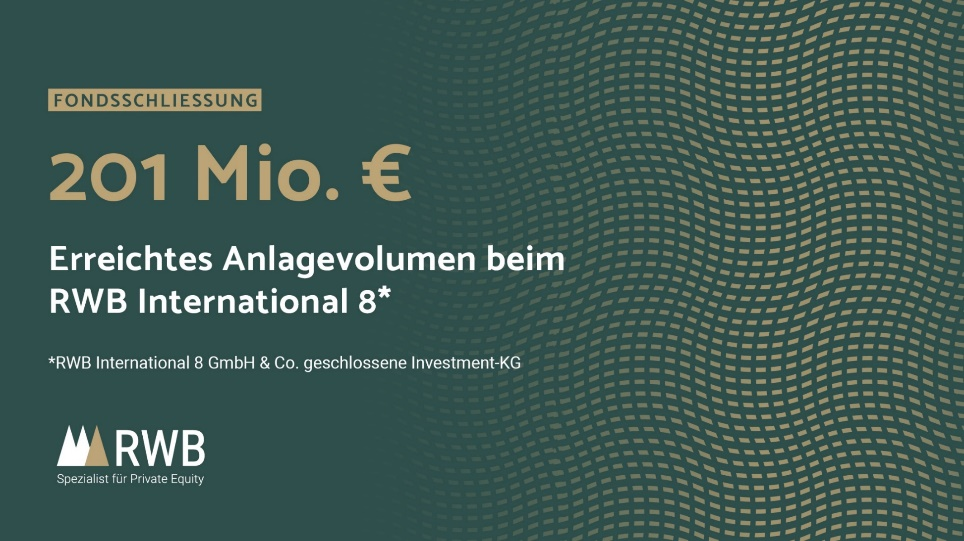 FONDSSCHLIESSUNG
201 Mio. €
Erreichtes Anlagevolumen beim
RWB International 8*
*RWB International 8 GmbH & Co. geschlossene Investment-KG
RWB
Spezialist für Private Equity